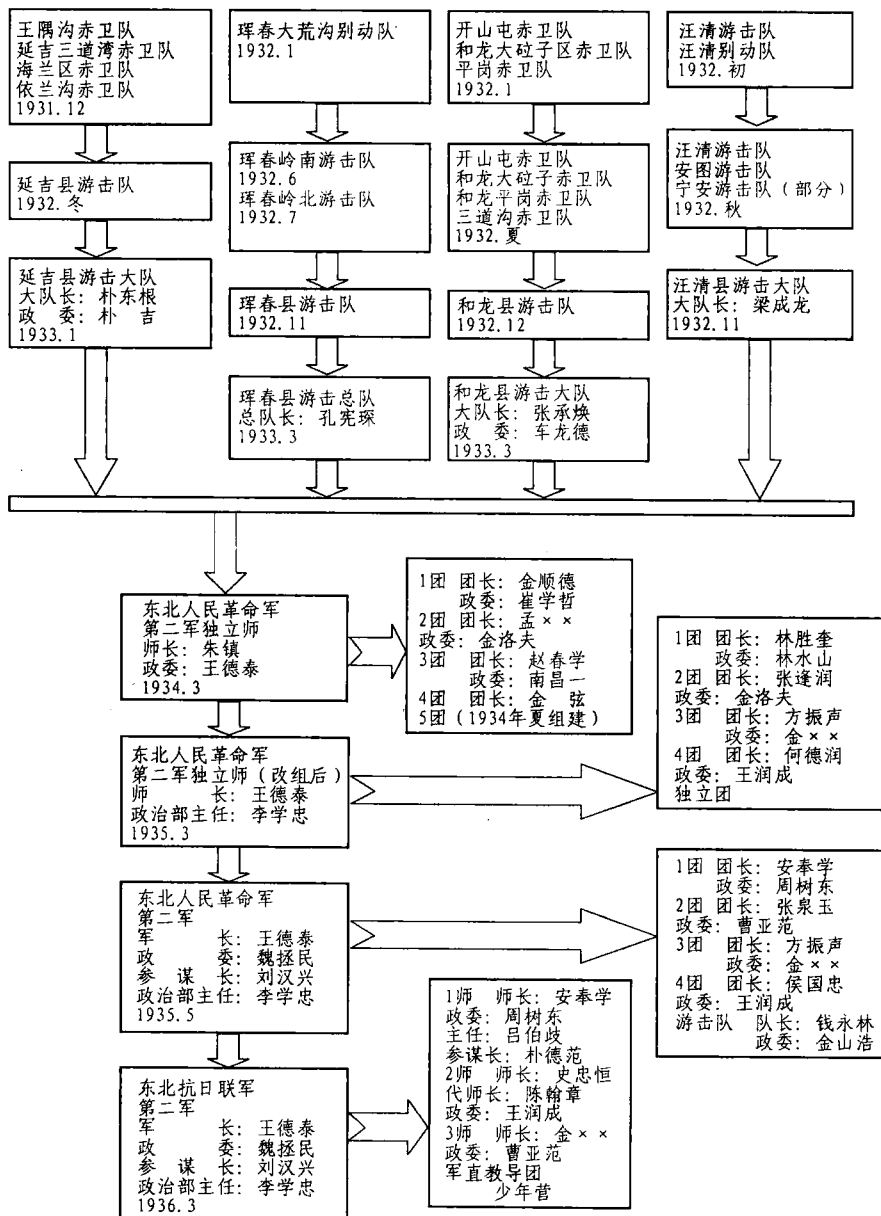 王隅沟赤卫队
延吉三道湾赤卫队
海兰区赤卫队
依兰沟赤卫队
1931.12
珲春大荒沟别动队
1932.1
开山屯赤卫队
和龙大砬子区赤卫队
平岗赤卫队
1932.1
汪清游击队
汪清别动队
1932.初
延吉县游击队
1932.冬
珲春岭南游击队
1932.6
珲春岭北游击队
1932.7
开山屯赤卫队
和龙大砬子赤卫队
和龙平岗赤卫队
三道沟赤卫队
1932.夏
汪清游击队
安图游击队
宁安游击队(部分)
1932.秋
延吉县游击大队
大队长: 朴东根
政 委: 朴 吉
1933.1
珲春县游击队
1932.11
和龙县游击队
1932.12
汪清县游击大队
大队长: 梁成龙
1932.11
珲春县游击总队
总队长: 孔宪琛
1933.3
和龙县游击大队
大队长: 张承焕
政 委: 车龙德
1933.3
东北人民革命军
第二军独立师
师长: 朱镇
政委: 王德泰
1934.3
1团 团长: 金顺德
政委: 崔学哲
2团 团长: 孟××
政委: 金洛夫
3团 团长: 赵春学
政委: 南昌一
4团 团长: 金 弦
5团(1934年夏组建)
东北人民革命军
第二军独立师(改组后)
师 长: 王德泰
政治部主任: 李学忠
1935.3
1团 团长: 林胜奎
政委: 林水山
2团 团长: 张逢润
政委: 金洛夫
3团 团长: 方振声
政委: 金××
4团 团长: 何德润
政委: 王润成
独立团
东北人民革命军
第二军
军 长: 王德泰
政 委: 魏拯民
参 谋 长: 刘汉兴
政治部主任: 李学忠
1935.5
1团 团长: 安奉学
政委: 周树东
2团 团长: 张泉玉
政委: 曹亚范
3团 团长: 方振声
政委: 金××
4团 团长: 侯国忠
政委: 王润成
游击队 队长: 钱永林
政委: 金山浩
东北抗日联军
第二军
军 长: 王德泰
政 委: 魏拯民
参 谋 长: 刘汉兴
政治部主任: 李学忠
1936.3
1师 师长: 安奉学
政委: 周树东
主任: 吕伯歧
参谋长: 朴德范
2师 师长: 史忠恒
代师长: 陈翰章
政委: 王润成
3师 师长: 金××
政委: 曹亚范
军直教导团
少年营